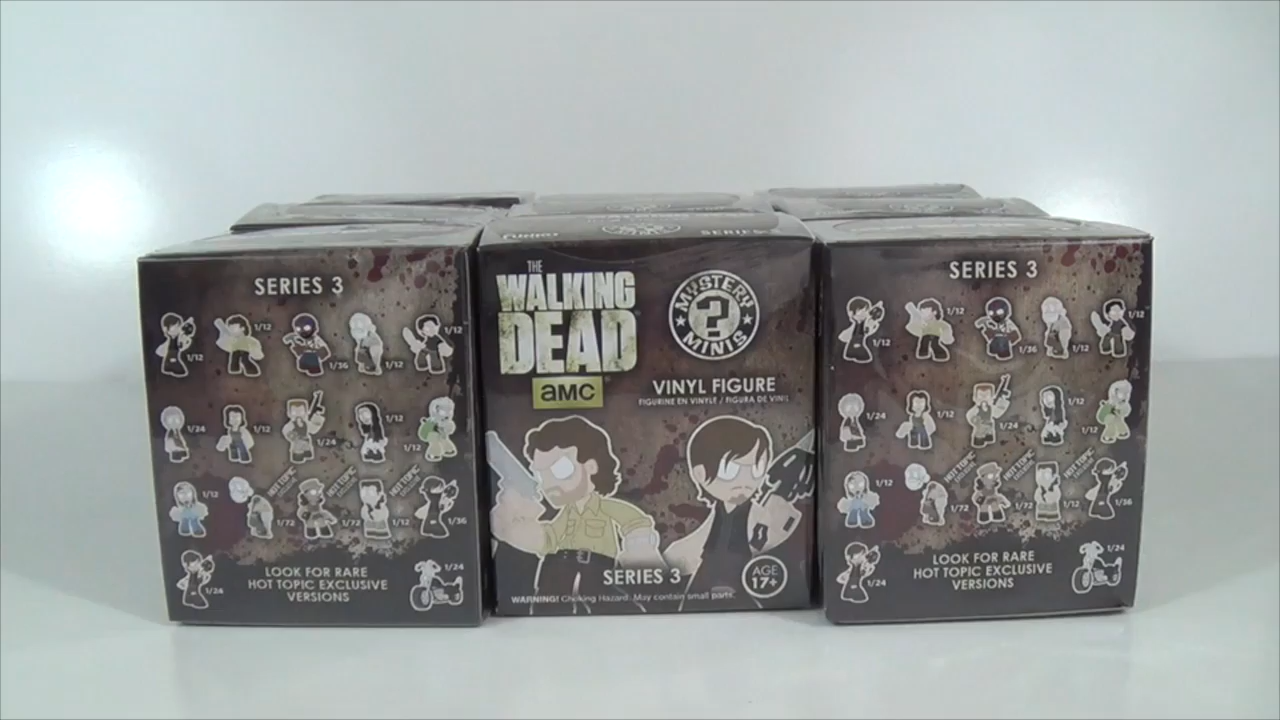 SERIES 3
1/12
1/12
1/36
1/12
1/12
1/24
1/12
1/24
1/12
1/12
HOT TOPIC
HOT TOPIC
HOT TOPIC
1/12
1/72
1/72
1/12
1/36
LOOK FOR RARE
HOT TOPIC EXCLUSIVE
VERSIONS
1/24
1/24
SERIES
THE
WALKING
DEAD
aMC
MYSTERY
?
MINIS
VINYL FIGURE
FIGURINE EN VINYLE / FIGURA DE VINIL
SERIES 3
AGE
17+
WARNING! Choking Hazard. May contain small parts.
SERIES 3
1/12
1/12
1/36
1/12
1/12
1/24
1/12
1/24
1/12
1/12
HOT TOPIC
HOT TOPIC
HOT TOPIC
1/12
1/72
1/72
1/12
1/36
LOOK FOR RARE
HOT TOPIC EXCLUSIVE
VERSIONS
1/24
1/24